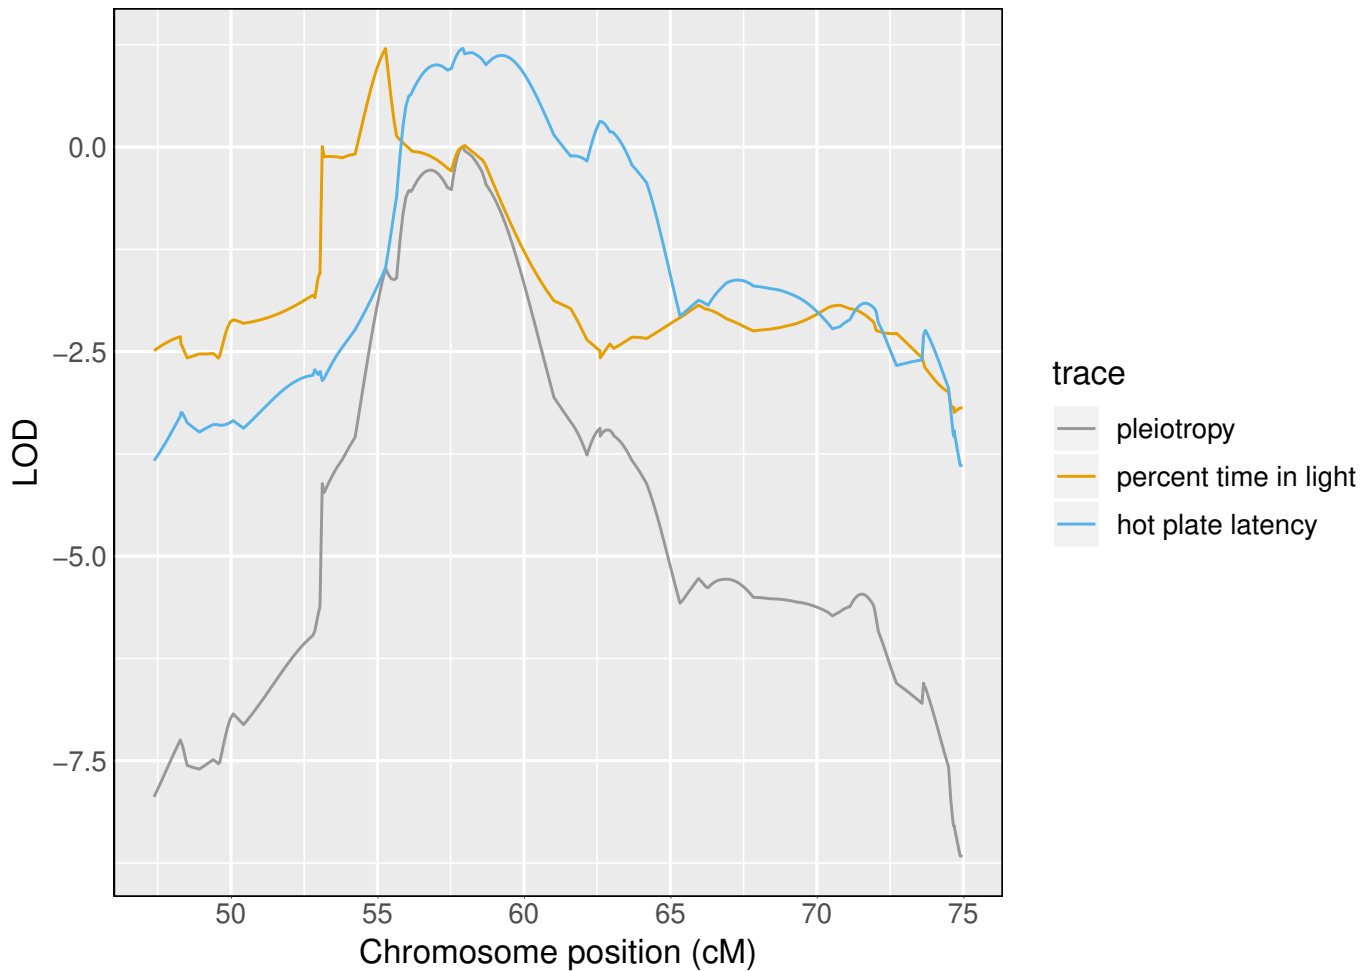 LOD
0.0
−2.5
−5.0
−7.5
50 55 60 65 70 75
Chromosome position (cM)
trace
pleiotropy
percent time in light
hot plate latency